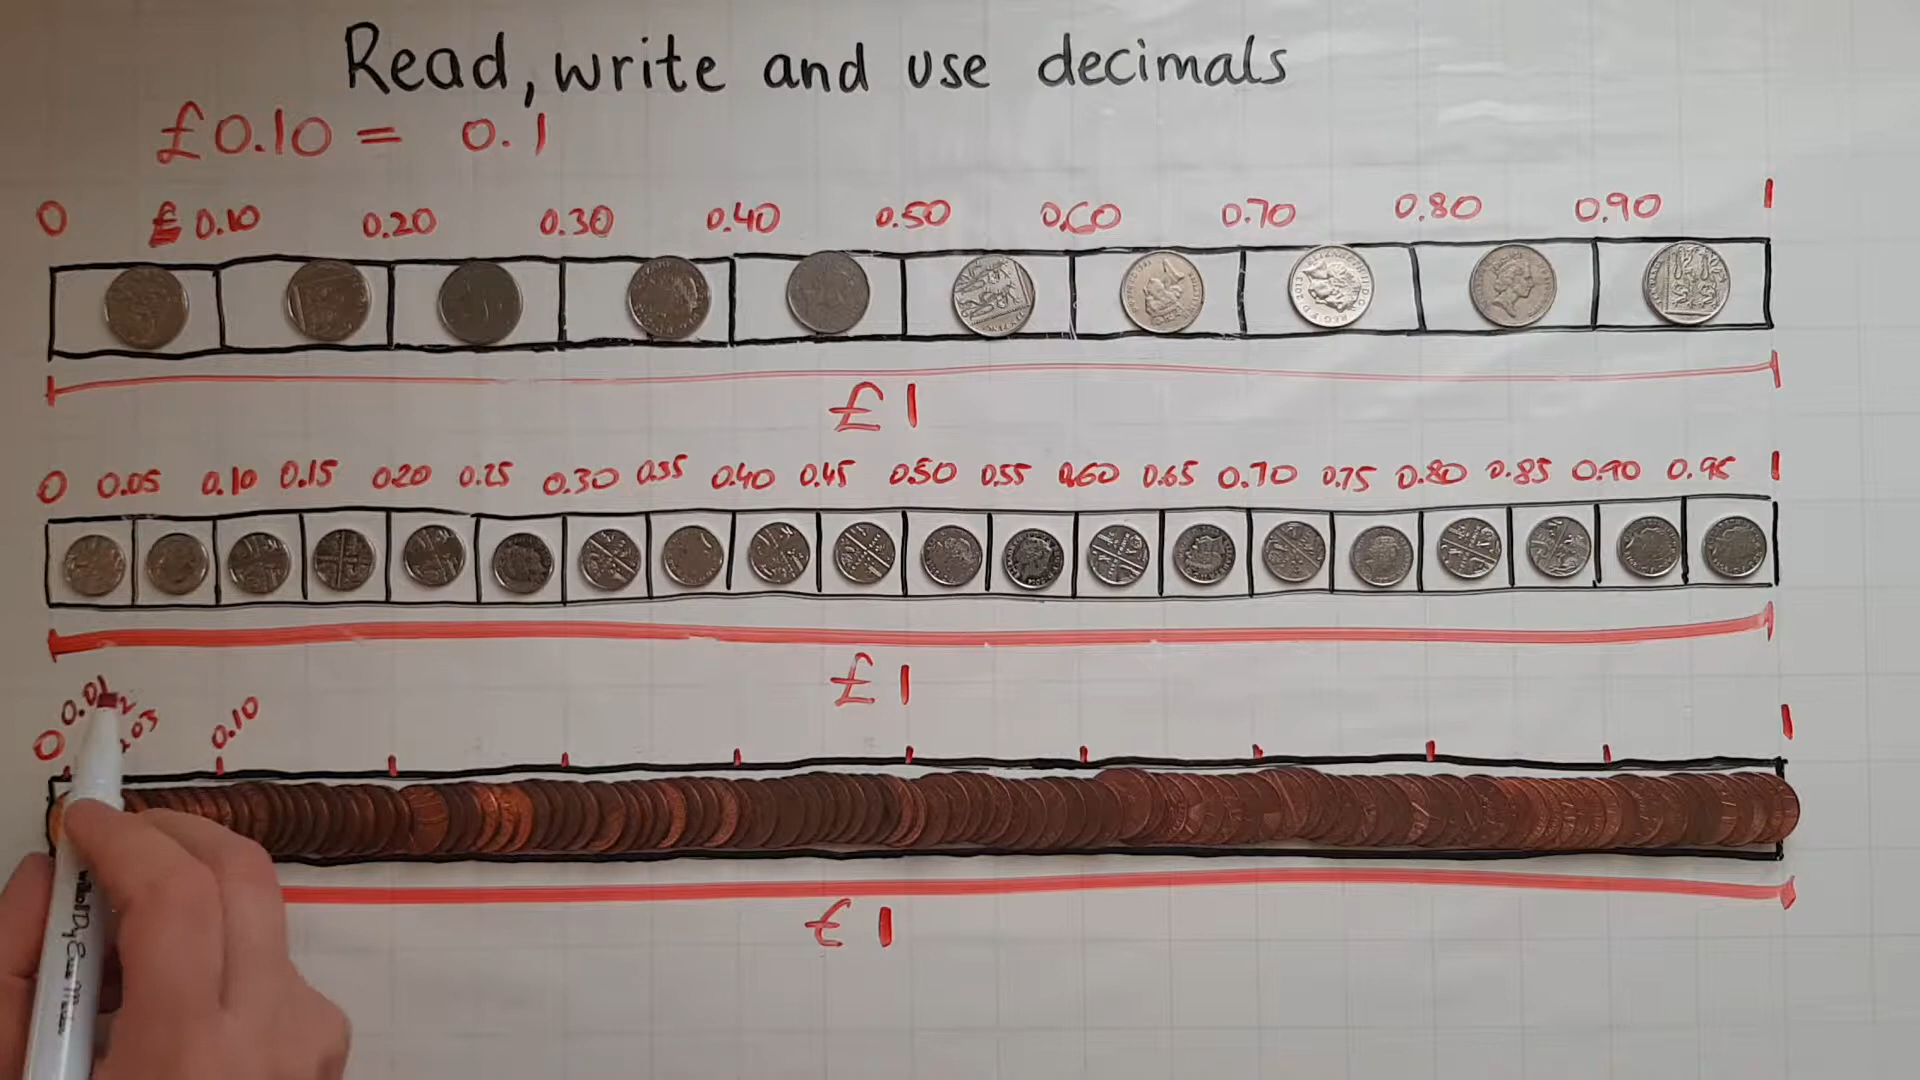 Read, write and use decimals
£0.10 = 0.1
0 £0.10 0.20 0.30 0.40 0.50 0.60 0.70 0.80 0.90 1
£1
0 0.05 0.10 0.15 0.20 0.25 0.30 0.35 0.40 0.45 0.50 0.55 0.60 0.65 0.70 0.75 0.80 0.85 0.90 0.95 1
£1
0 0.01 0.10 1
£1